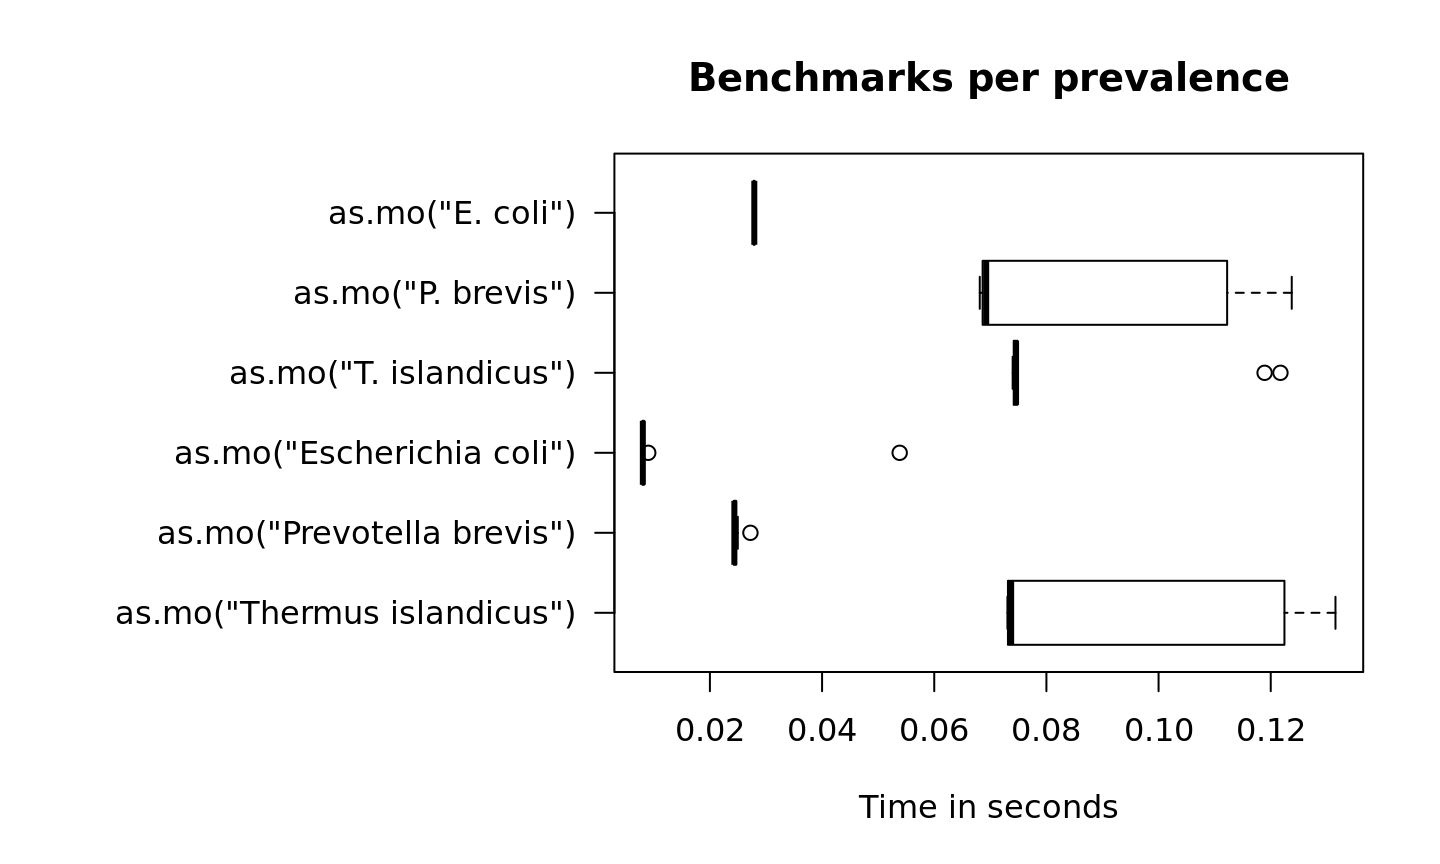 Benchmarks per prevalence
as.mo("E. coli")
as.mo("P. brevis")
as.mo("T. islandicus")
as.mo("Escherichia coli")
as.mo("Prevotella brevis")
as.mo("Thermus islandicus")
0.02 0.04 0.06 0.08 0.10 0.12
Time in seconds